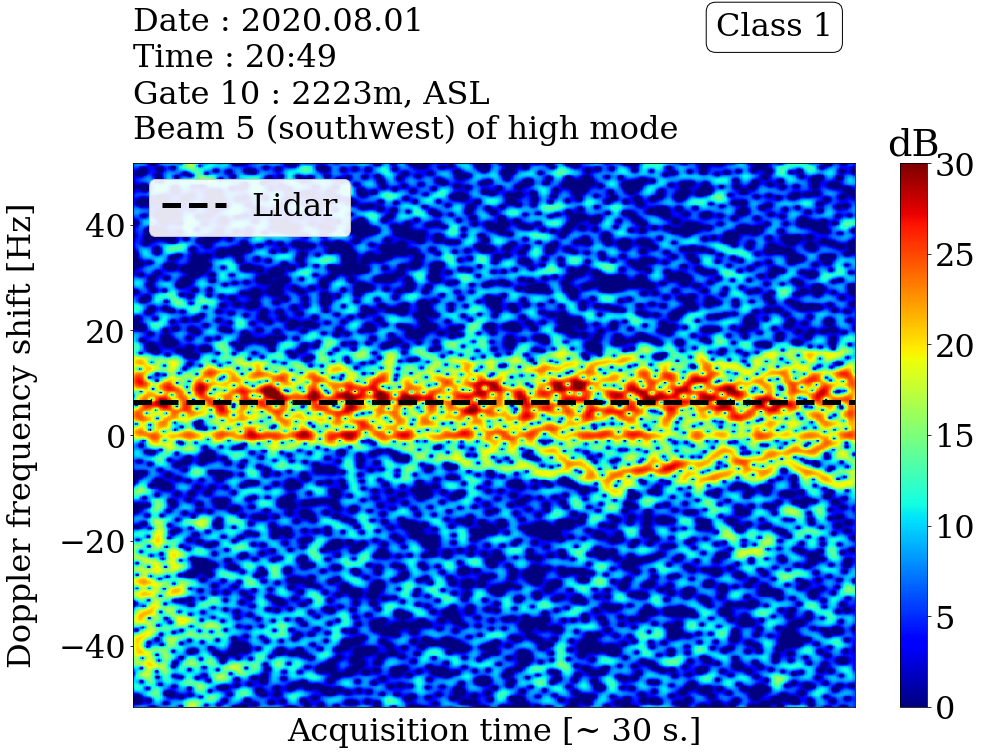 Date : 2020.08.01
Time : 20:49
Gate 10 : 2223m, ASL
Beam 5 (southwest) of high mode
Class 1
dB
Lidar
Doppler frequency shift [Hz]
40
20
0
−20
−40
30
25
20
15
10
5
0
Acquisition time [~ 30 s.]